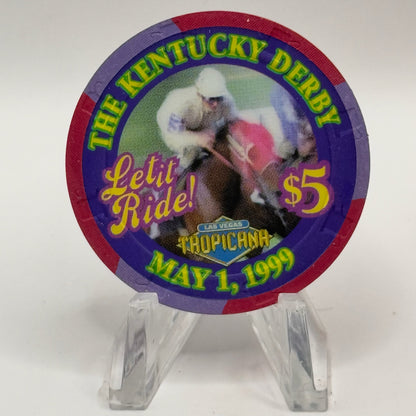 THE KENTUCKY DERBY
Let it
Ride!
$5
LAS VEGAS
TROPICANA
MAY 1, 1999